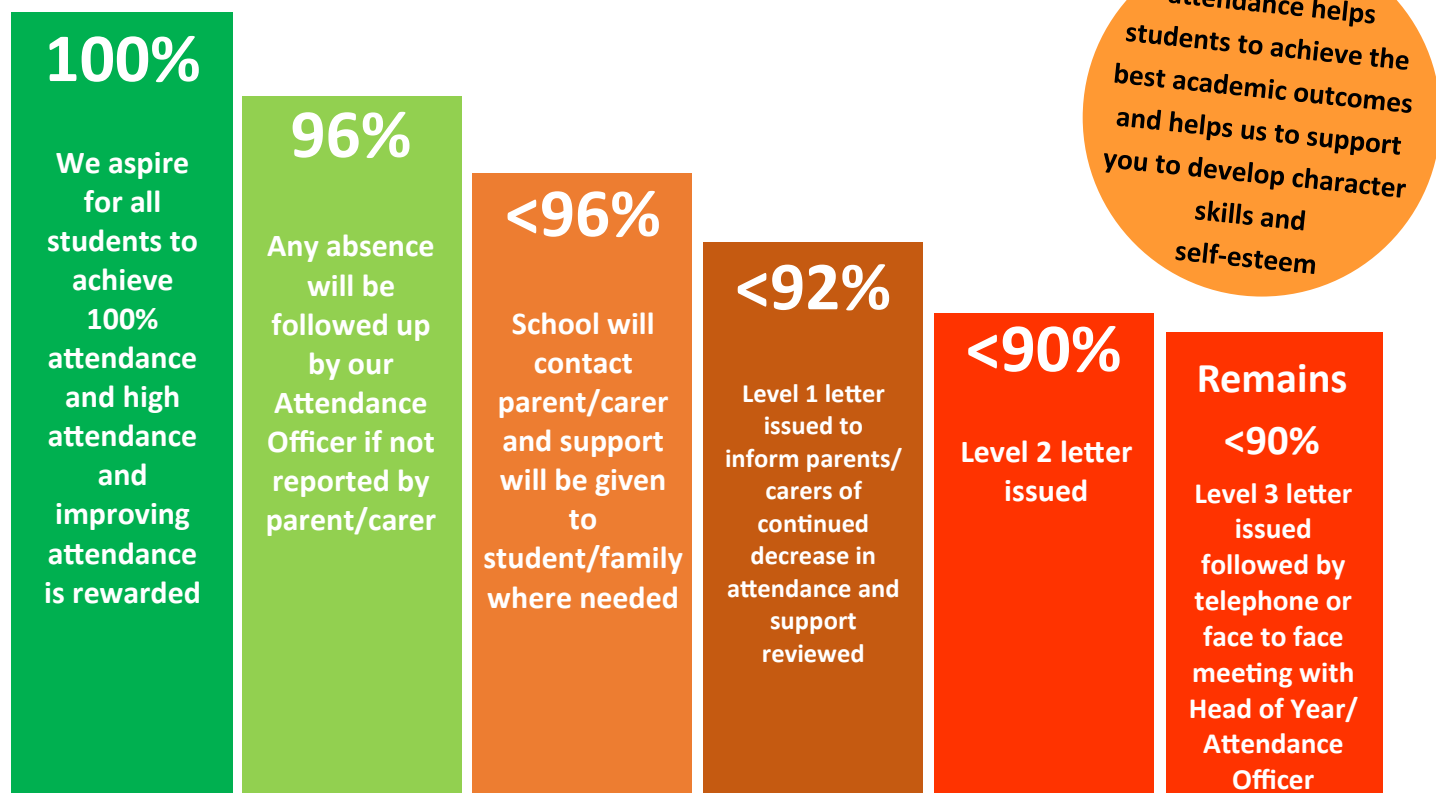 100%
We aspire
for all
students to
achieve
100%
attendance
and high
attendance
and
improving
attendance
is rewarded
96%
Any absence
will be
followed up
by our
Attendance
Officer if not
reported by
parent/carer
<96%
School will
contact
parent/carer
and support
will be given
to
student/family
where needed
<92%
Level 1 letter
issued to
inform parents/
carers of
continued
decrease in
attendance and
support
reviewed
<90%
Level 2 letter
issued
Remains
<90%
Level 3 letter
issued
followed by
telephone or
face to face
meeting with
Head of Year/
Attendance
Officer
attendance helps
students to achieve the
best academic outcomes
and helps us to support
you to develop character
skills and
self-esteem